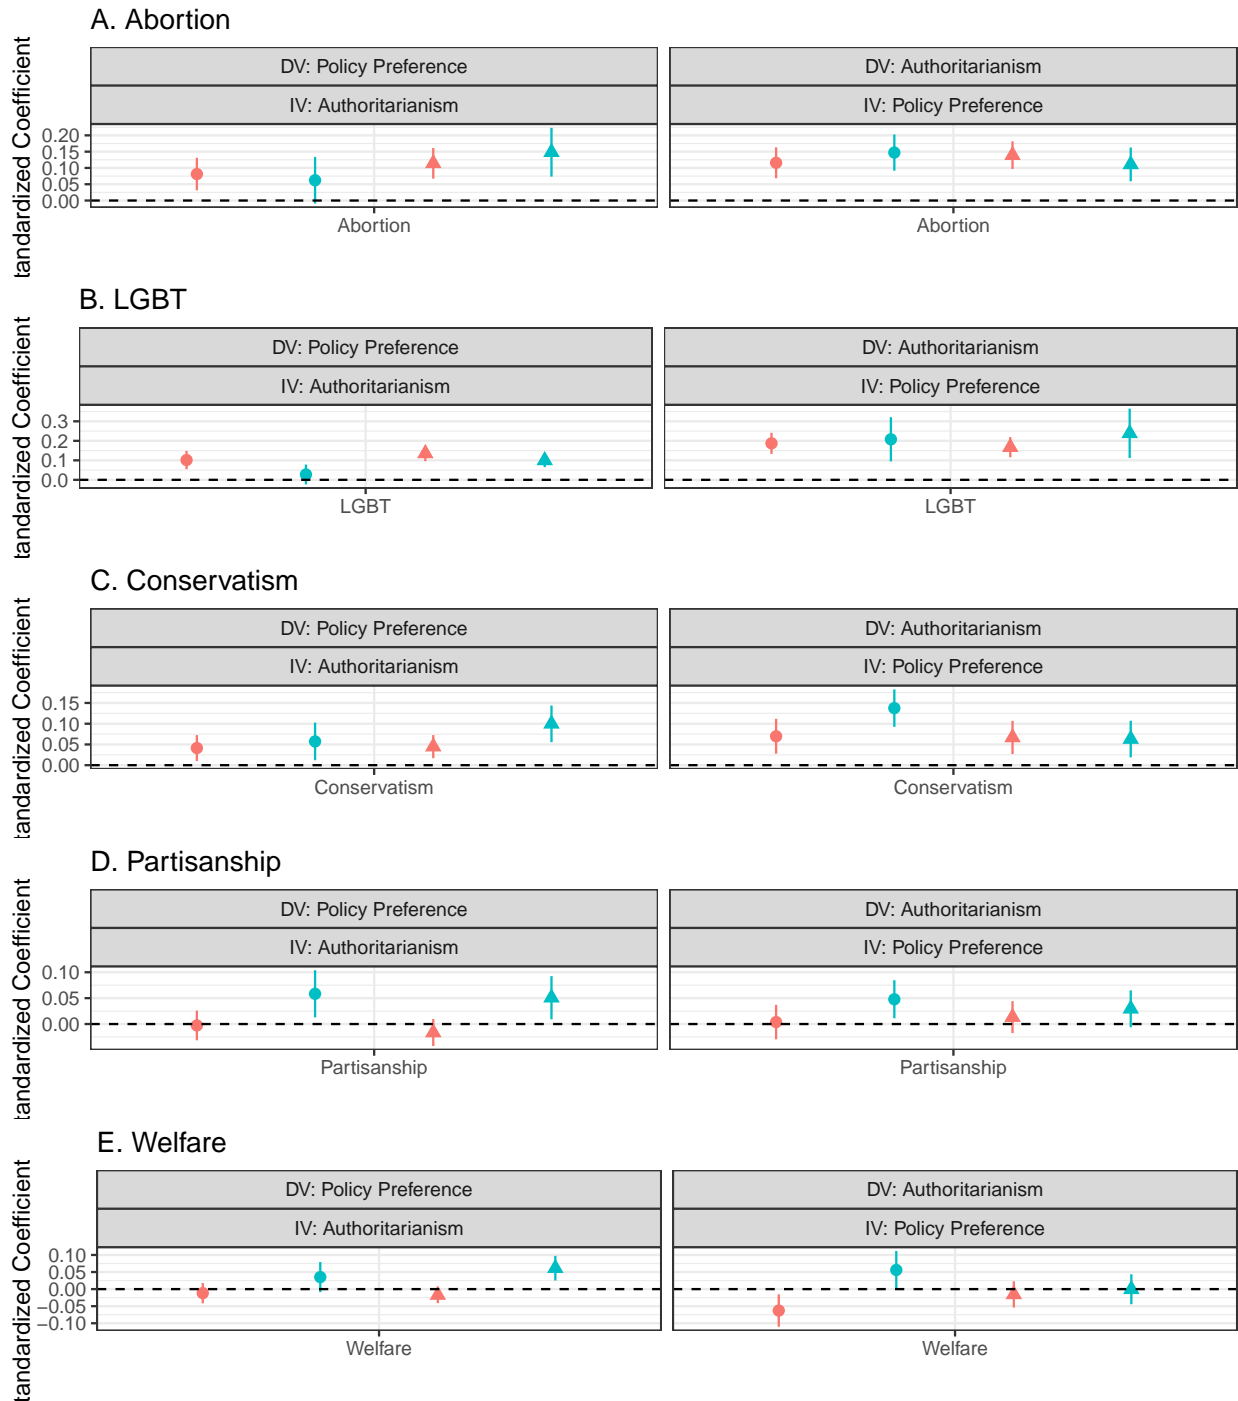 A. Abortion
DV: Policy Preference
DV: Authoritarianism
IV: Authoritarianism
IV: Policy Preference
tandardized Coefficient
0.20
0.15
0.10
0.05
0.00
Abortion
Abortion
B. LGBT
DV: Policy Preference
DV: Authoritarianism
IV: Authoritarianism
IV: Policy Preference
tandardized Coefficient
0.3
0.2
0.1
0.0
LGBT
LGBT
C. Conservatism
DV: Policy Preference
DV: Authoritarianism
IV: Authoritarianism
IV: Policy Preference
tandardized Coefficient
0.15
0.10
0.05
0.00
Conservatism
Conservatism
D. Partisanship
DV: Policy Preference
DV: Authoritarianism
IV: Authoritarianism
IV: Policy Preference
tandardized Coefficient
0.10
0.05
0.00
Partisanship
Partisanship
E. Welfare
DV: Policy Preference
DV: Authoritarianism
IV: Authoritarianism
IV: Policy Preference
tandardized Coefficient
0.10
0.05
0.00
−0.05
−0.10
Welfare
Welfare